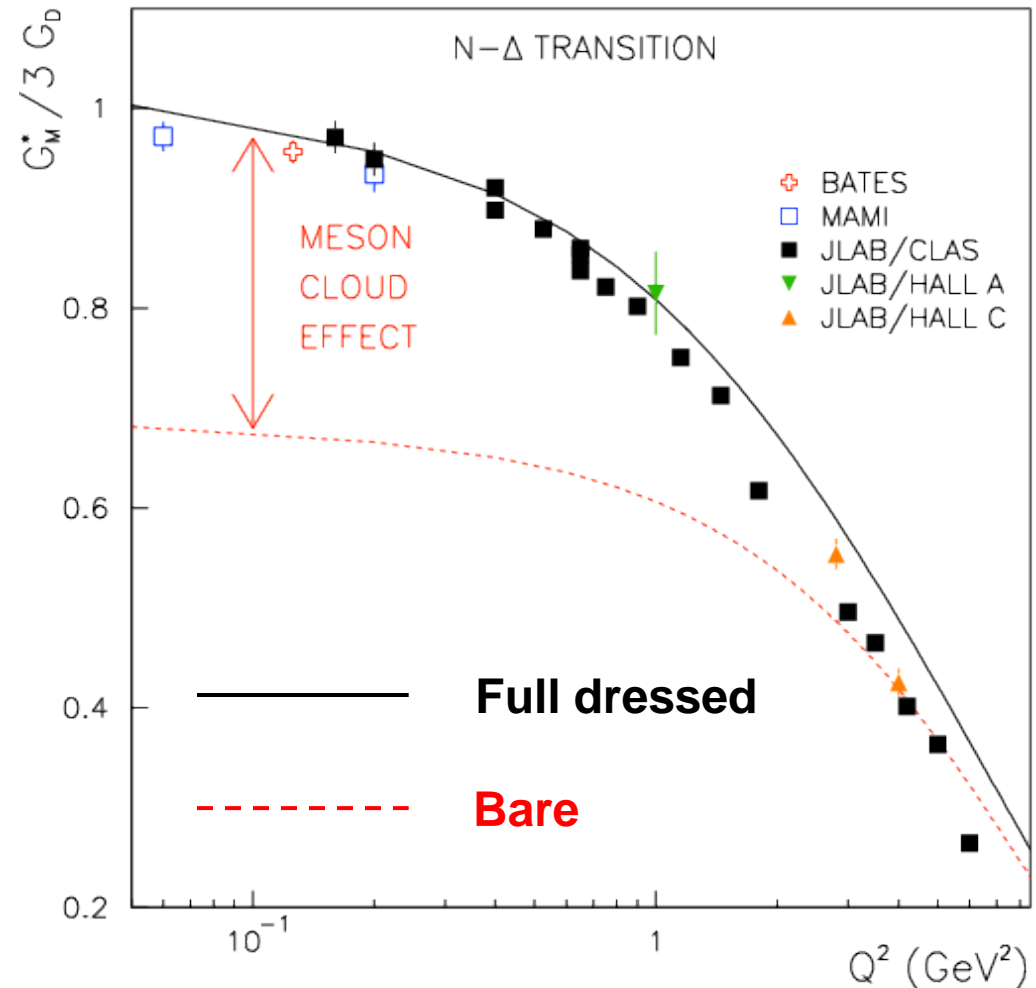 G*M/3 GD
N−Δ TRANSITION
1
0.8
0.6
0.4
0.2
MESON
CLOUD
EFFECT
BATES
MAMI
JLAB/CLAS
JLAB/HALL A
JLAB/HALL C
Full dressed
Bare
10⁻¹
1
Q² (GeV²)